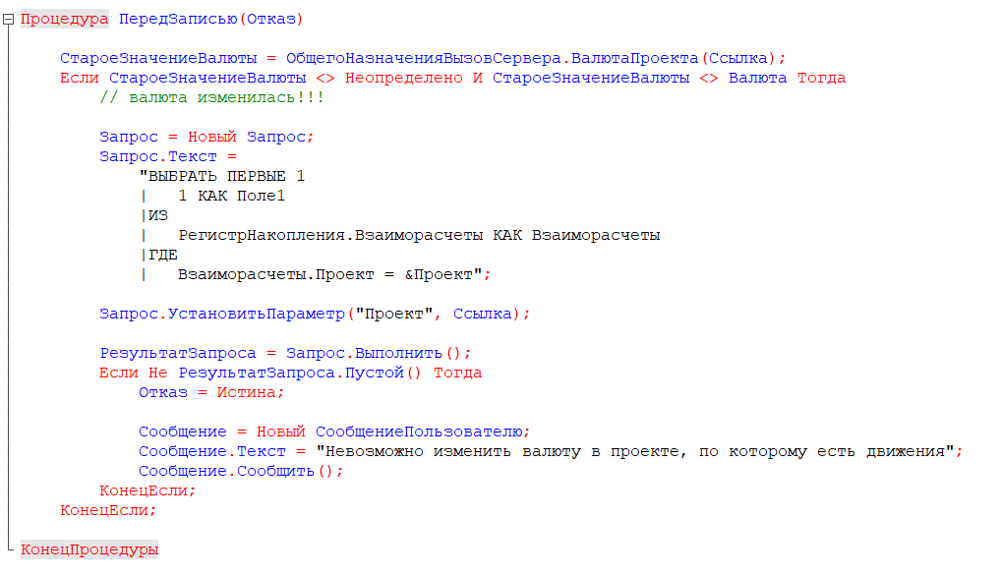 Процедура ПередЗаписью(Отказ)
СтароеЗначениеВалюты = ОбщегоНазначенияВызовСервера.ВалютаПроекта(Ссылка);
Если СтароеЗначениеВалюты <> Неопределено И СтароеЗначениеВалюты <> Валюта Тогда
// валюта изменилась!!!
Запрос = Новый Запрос;
Запрос.Текст =
"ВЫБРАТЬ ПЕРВЫЕ 1
|   1 КАК Поле1
|ИЗ
|   РегистрНакопления.Взаиморасчеты КАК Взаиморасчеты
|ГДЕ
|   Взаиморасчеты.Проект = &Проект";
Запрос.УстановитьПараметр("Проект", Ссылка);
РезультатЗапроса = Запрос.Выполнить();
Если Не РезультатЗапроса.Пустой() Тогда
Отказ = Истина;
Сообщение = Новый СообщениеПользователю;
Сообщение.Текст = "Невозможно изменить валюту в проекте, по которому есть движения";
Сообщение.Сообщить();
КонецЕсли;
КонецЕсли;
КонецПроцедуры